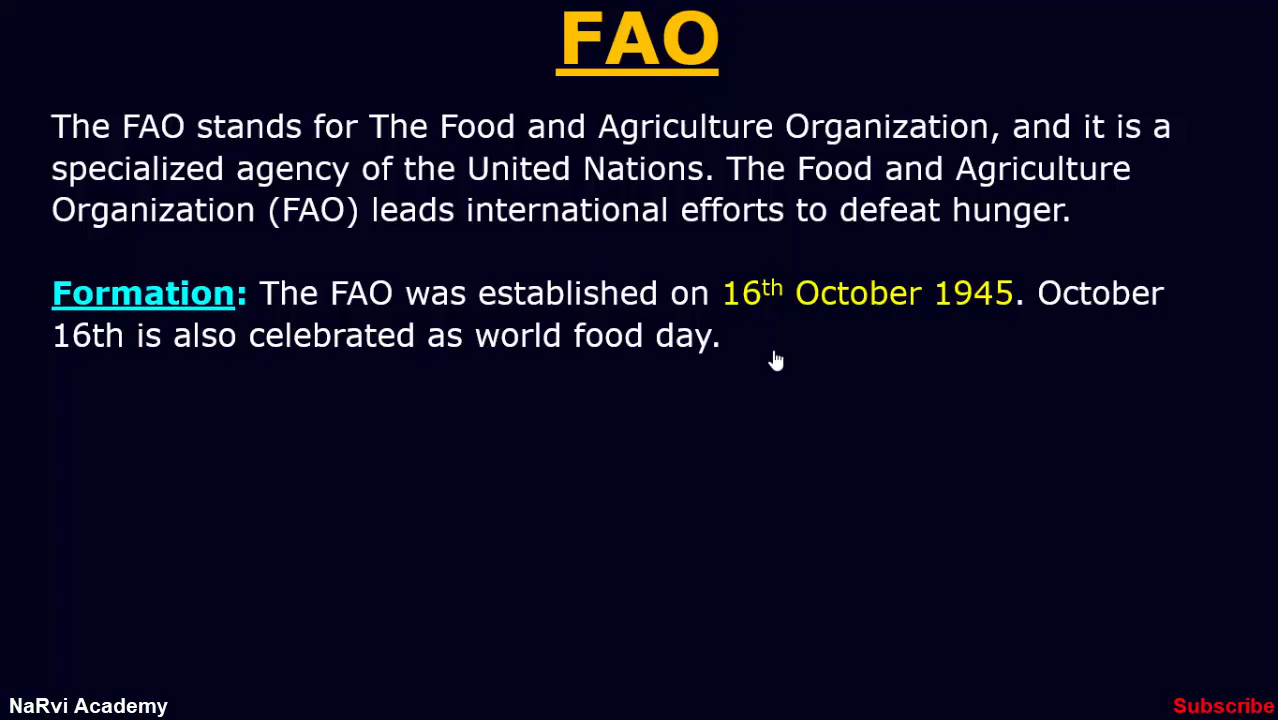 FAO
The FAO stands for The Food and Agriculture Organization, and it is a
specialized agency of the United Nations. The Food and Agriculture
Organization (FAO) leads international efforts to defeat hunger.
Formation: The FAO was established on 16th October 1945. October
16th is also celebrated as world food day.
NaRvi Academy
Subscribe